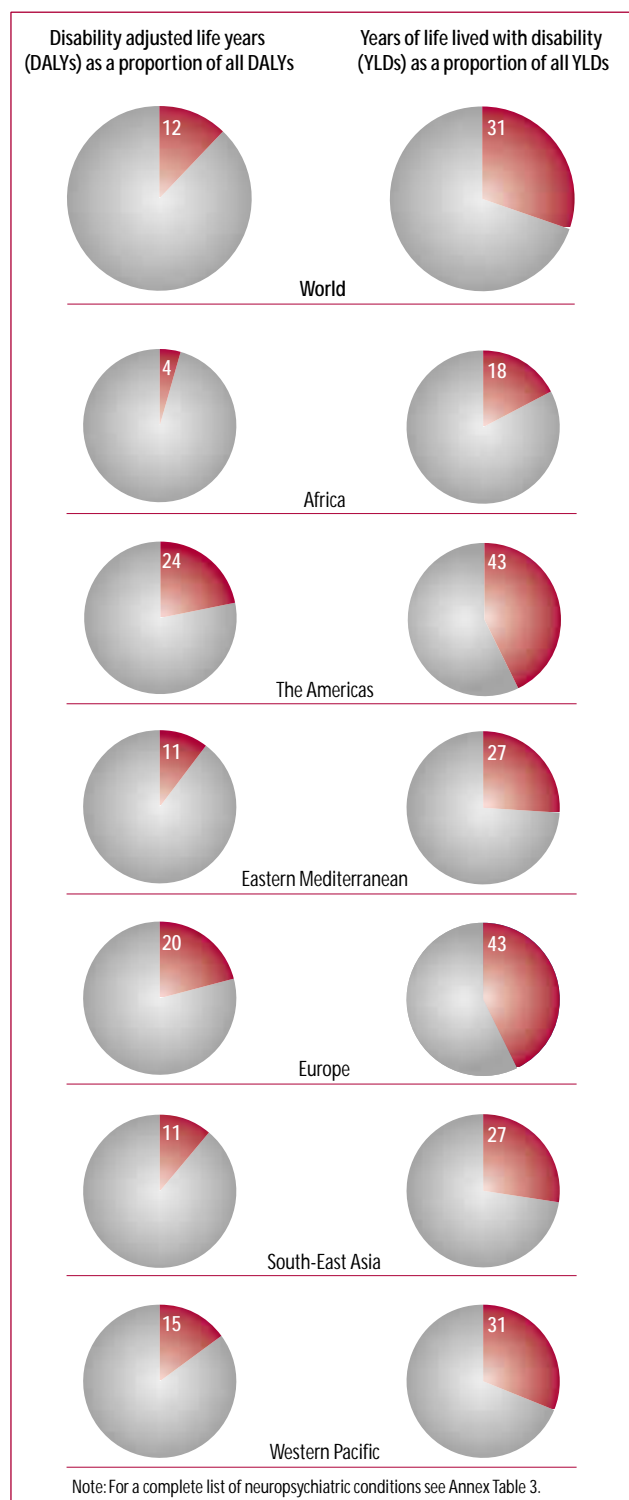 Disability adjusted life years
(DALYs) as a proportion of all DALYs
Years of life lived with disability
(YLDs) as a proportion of all YLDs
12
31
World
4
18
Africa
24
43
The Americas
11
27
Eastern Mediterranean
20
43
Europe
11
27
South-East Asia
15
31
Western Pacific
Note: For a complete list of neuropsychiatric conditions see Annex Table 3.